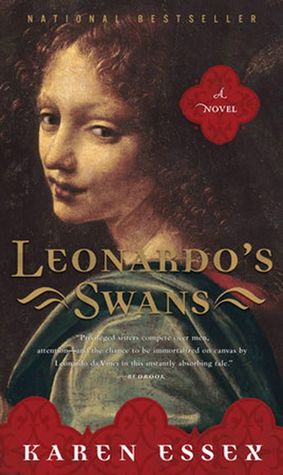 NATIONAL BESTSELLER
A
NOVEL
LEONARDO'S
SWANS
"Privileged sisters compete over men,
attention—and the chance to be immortalized on canvas by
Leonardo da Vinci in this instantly absorbing tale."
—REDBOOK
KAREN ESSEX